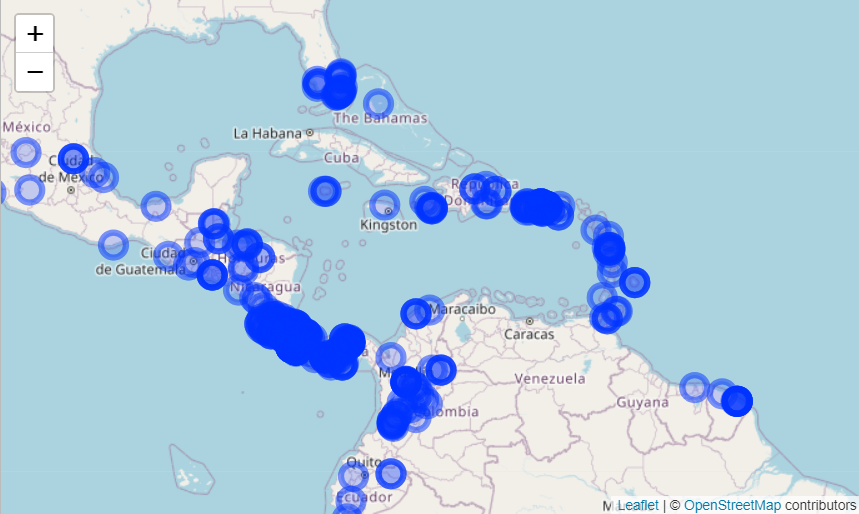 +
−
The Bahamas
La Habana
México
Cuba
Ciudad
de México
República
Kingston
Ciudad
de Guatemala
Honduras
Nicaragua
Maracaibo
Caracas
Venezuela
Guyana
Colombia
Quito
Ecuador
Leaflet | © OpenStreetMap contributors